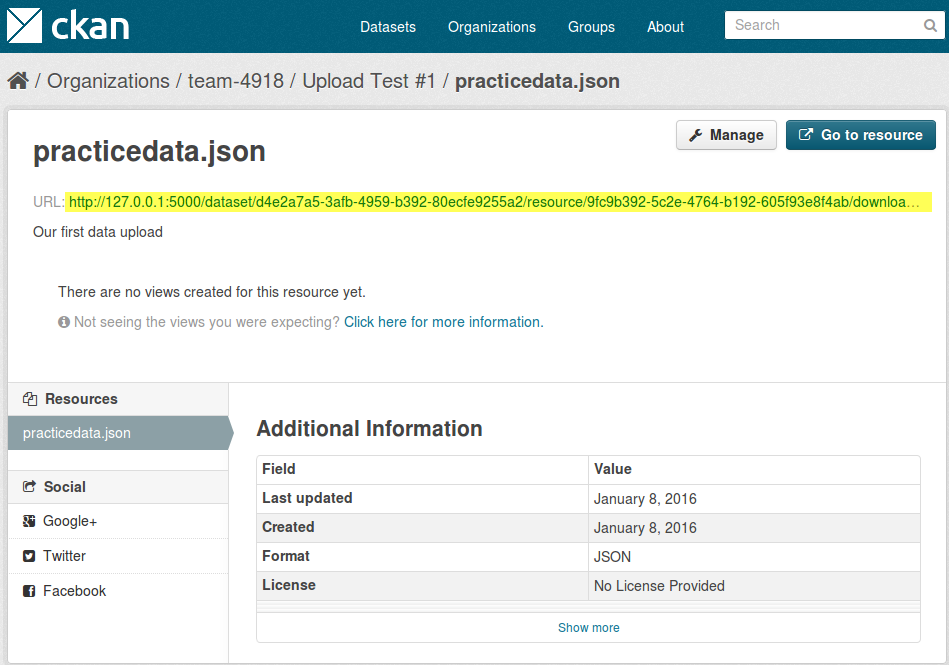 ckan Datasets Organizations Groups About Search
/ Organizations / team-4918 / Upload Test #1 / practicedata.json
Manage Go to resource
practicedata.json
URL: http://127.0.0.1:5000/dataset/d4e2a7a5-3afb-4959-b392-80ecfe9255a2/resource/9fc9b392-5c2e-4764-b192-605f93e8f4ab/downloa…
Our first data upload
There are no views created for this resource yet.
Not seeing the views you were expecting? Click here for more information.
Resources
practicedata.json
Social
Google+
Twitter
Facebook
Additional Information
Field Value
Last updated January 8, 2016
Created January 8, 2016
Format JSON
License No License Provided
Show more